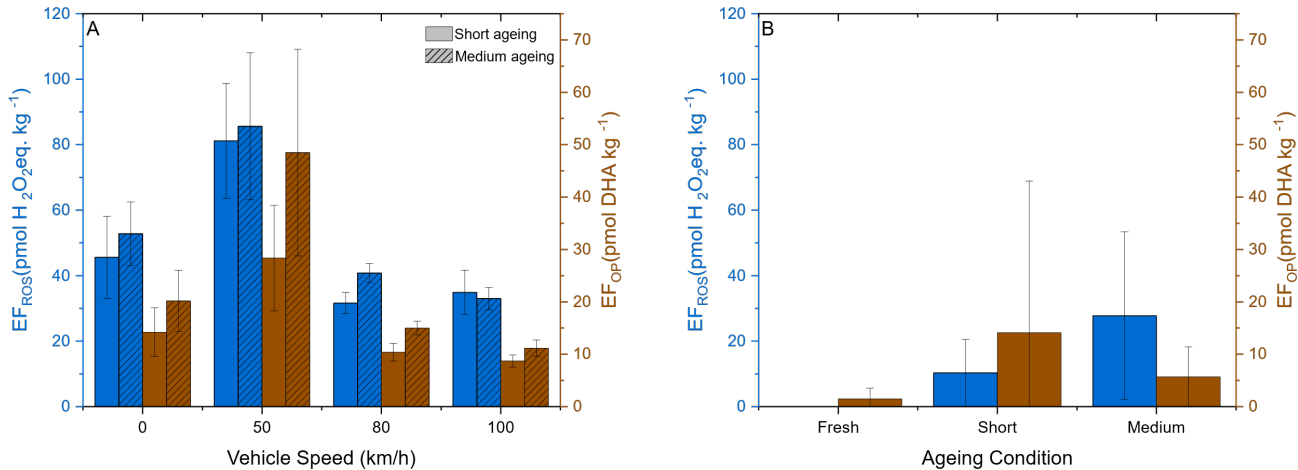 A
Short ageing
Medium ageing
120
100
80
60
40
20
0
EF_ROS(pmol H_2O_2eq. kg^-1)
70
60
50
40
30
20
10
0
EF_OP(pmol DHA kg^-1)
0 50 80 100
Vehicle Speed (km/h)
B
120
100
80
60
40
20
0
EF_ROS(pmol H_2O_2eq. kg^-1)
70
60
50
40
30
20
10
0
EF_OP(pmol DHA kg^-1)
Fresh Short Medium
Ageing Condition